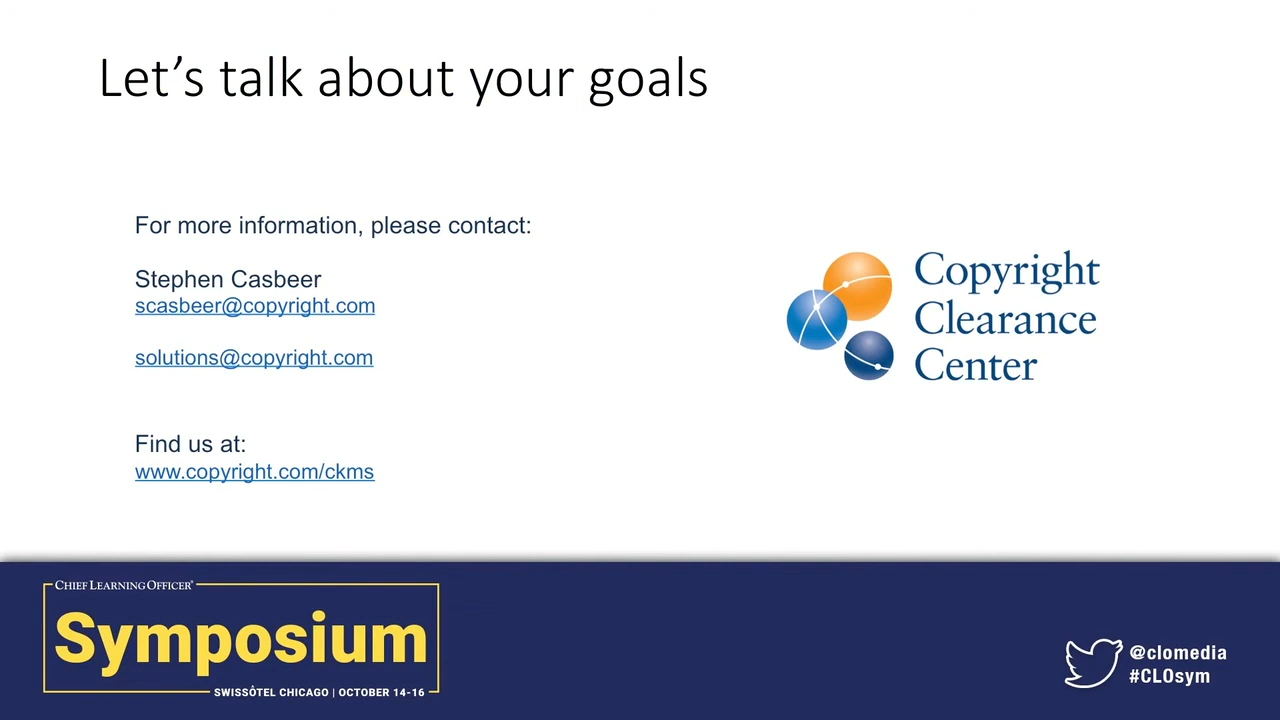 Let’s talk about your goals
For more information, please contact:
Stephen Casbeer
scasbeer@copyright.com
solutions@copyright.com
Find us at:
www.copyright.com/ckms
Copyright
Clearance
Center
CHIEF LEARNING OFFICER®
Symposium
SWISSÔTEL CHICAGO | OCTOBER 14-16
@clomedia
#CLOsym